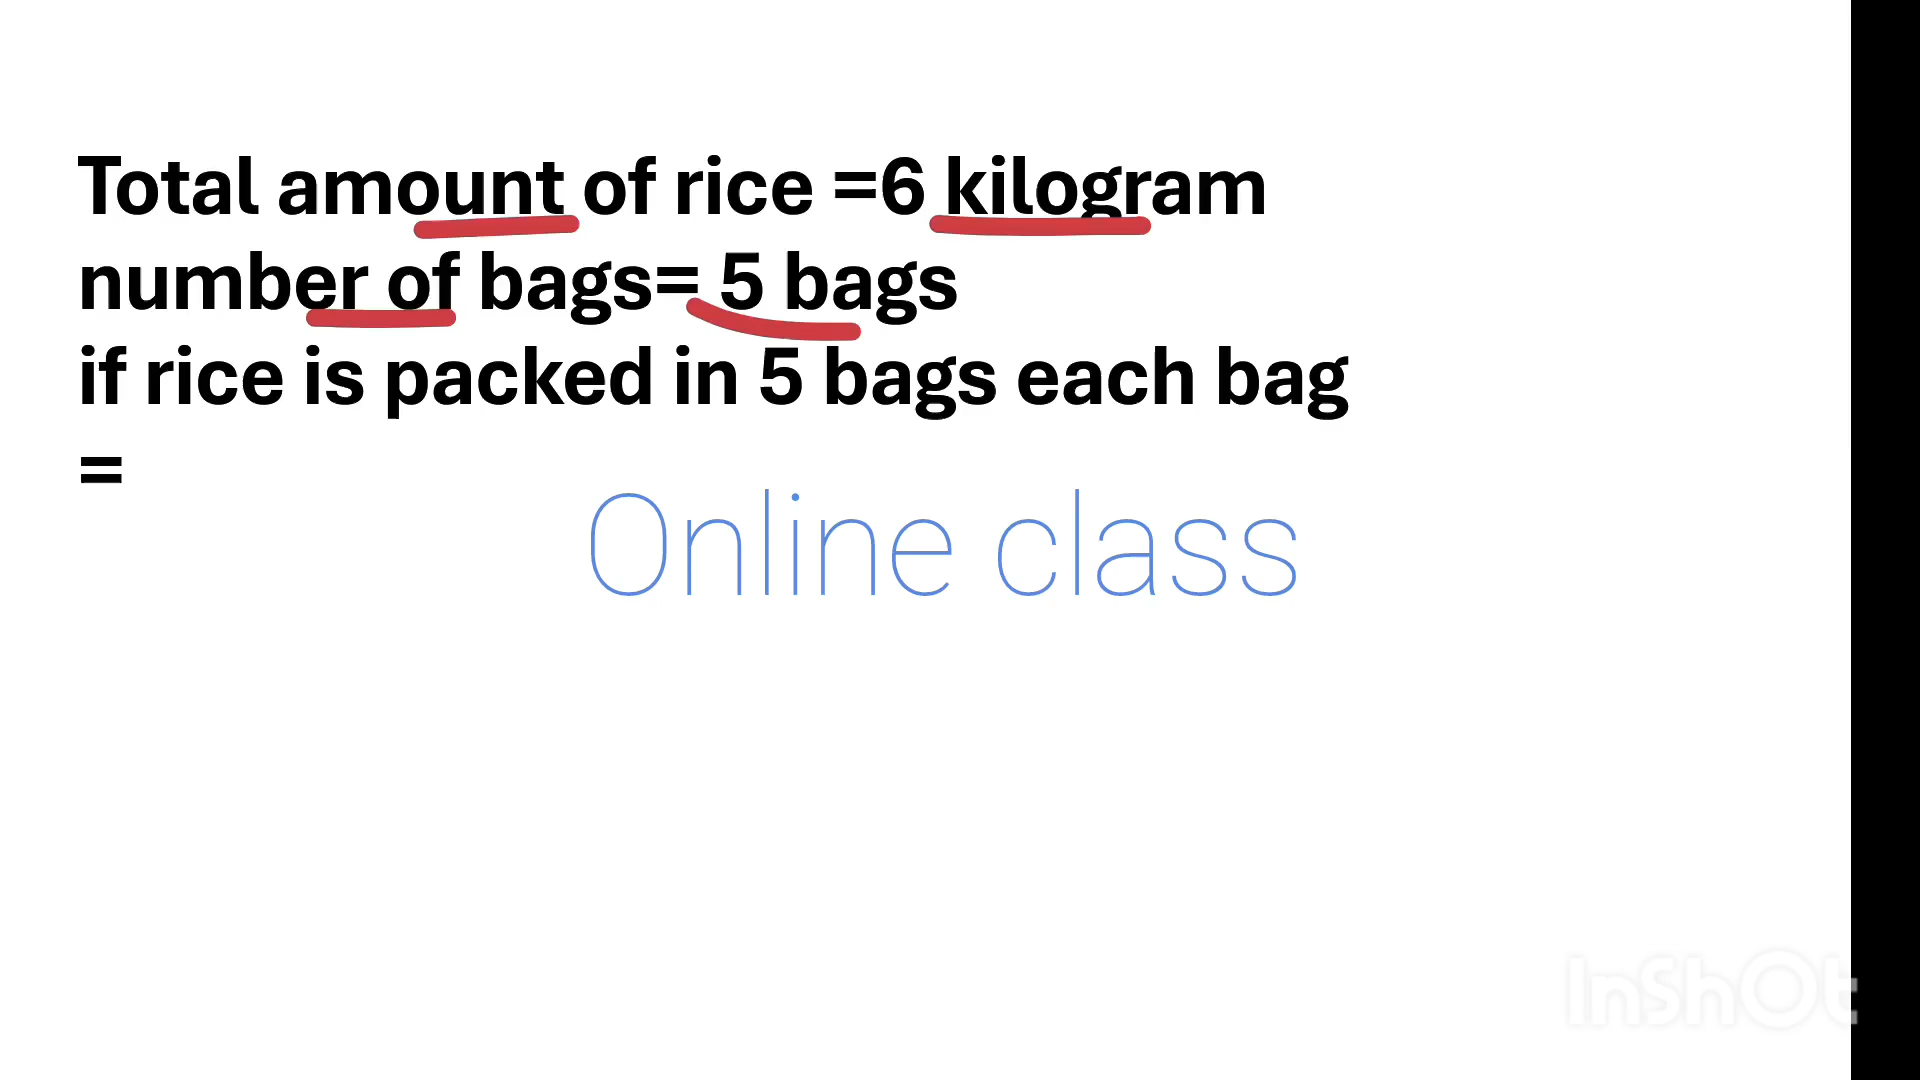 Total amount of rice =6 kilogram
number of bags= 5 bags
if rice is packed in 5 bags each bag
=
Online class
InShOt